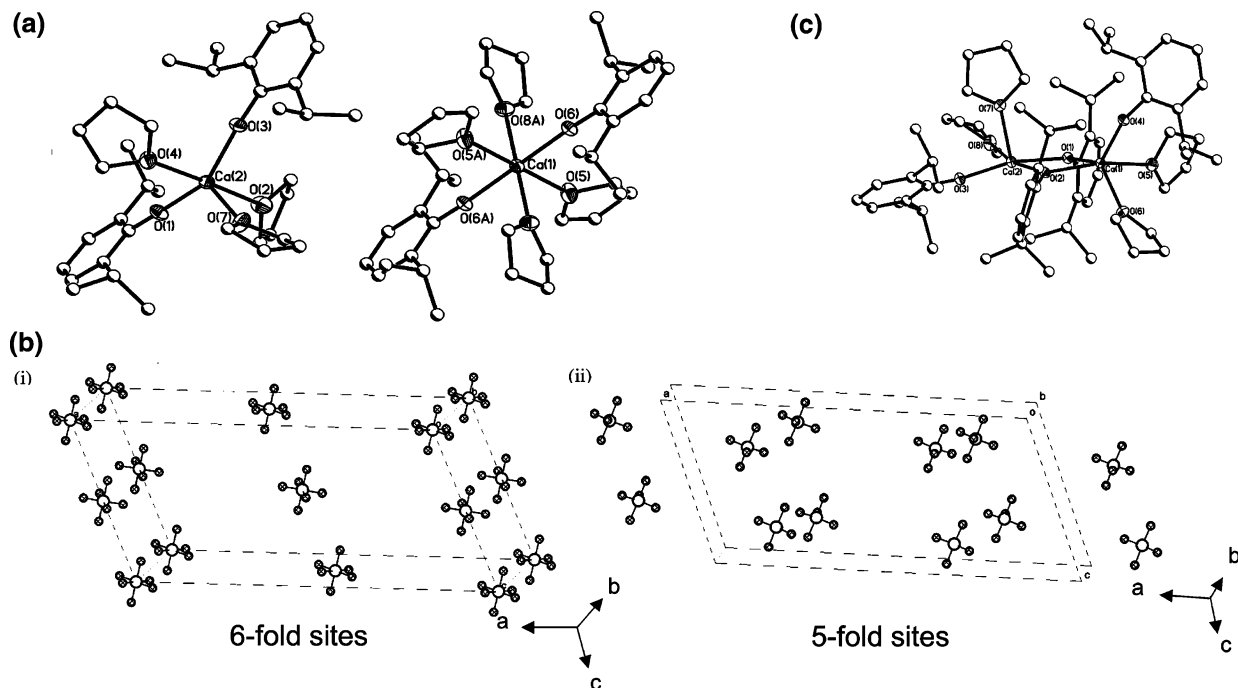 (a)
O(3)
O(4)
Ca(2)
O(2)
O(7)
O(1)
O(8A)
O(6)
O(5A)
Ca(1)
O(5)
O(6A)
(c)
O(7)
O(8)
O(4)
O(1)
Ca(2)
O(2)
Ca(1)
O(5)
O(3)
O(6)
(b)
(i)
(ii)
a
b
o
c
a
b
c
a
b
c
6-fold sites
5-fold sites